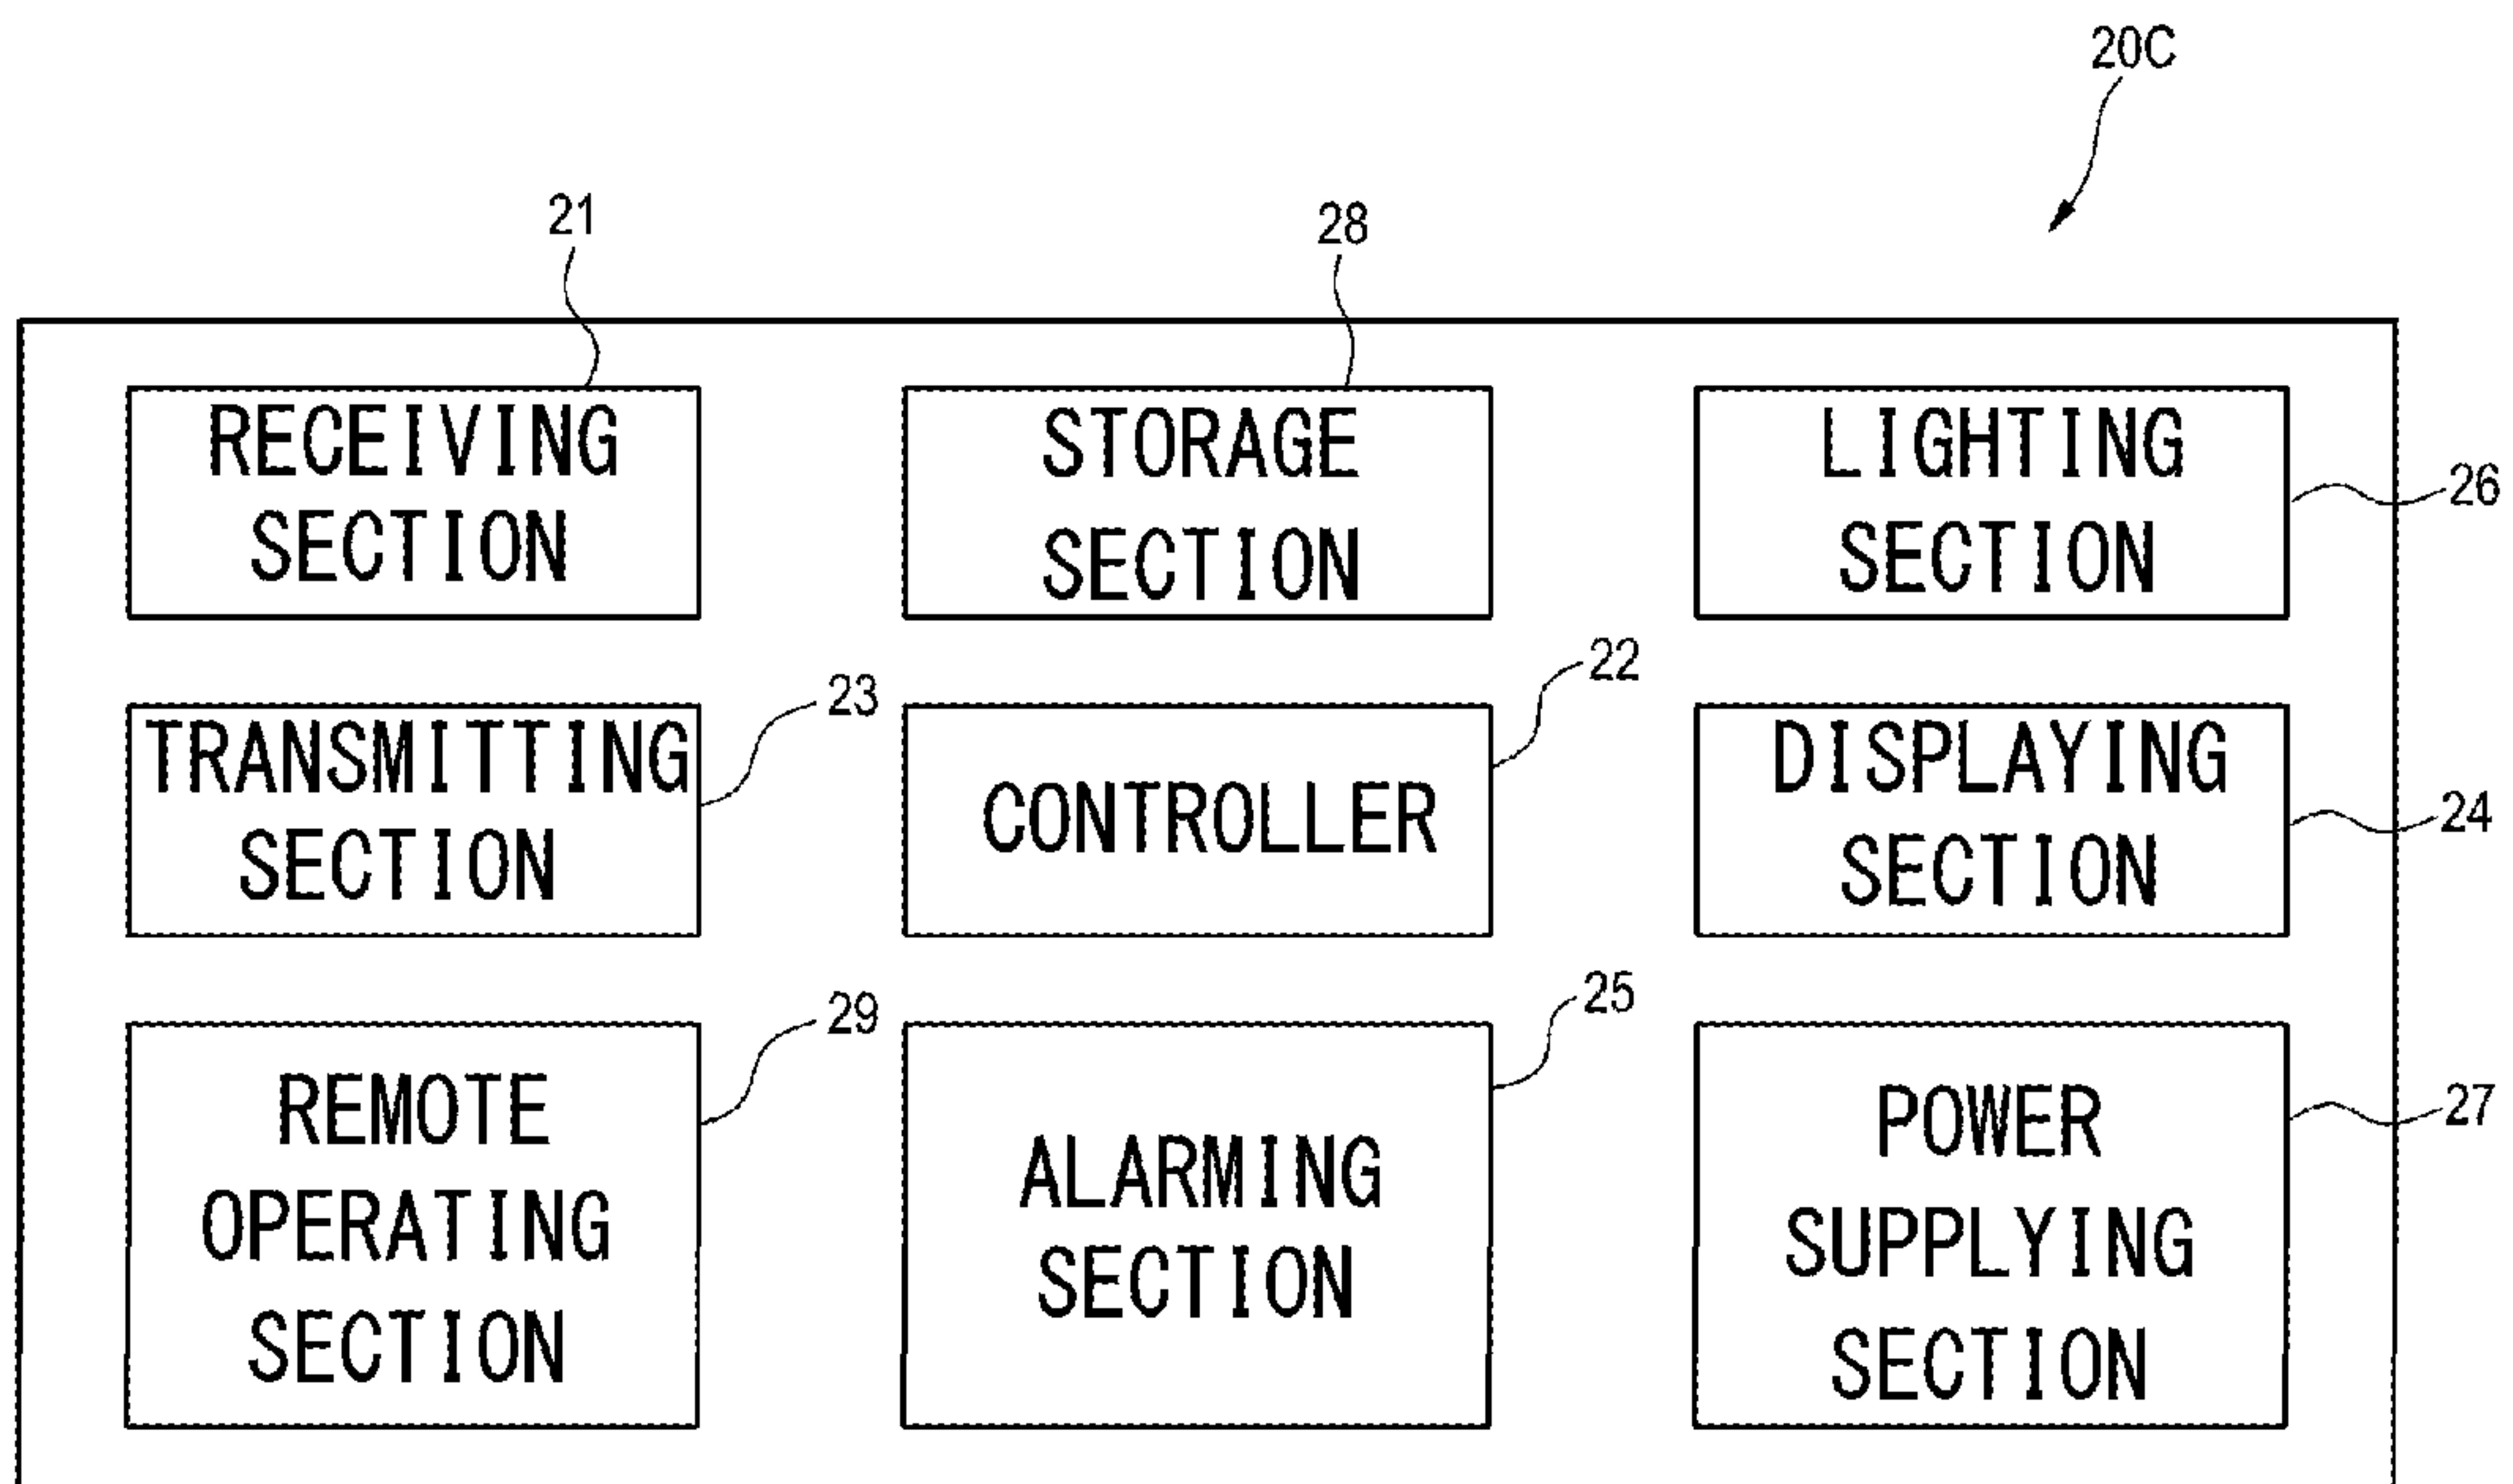 20C
21
28
RECEIVING
SECTION
STORAGE
SECTION
LIGHTING
SECTION
26
TRANSMITTING
SECTION
23
CONTROLLER
22
DISPLAYING
SECTION
24
REMOTE
OPERATING
SECTION
29
ALARMING
SECTION
25
POWER
SUPPLYING
SECTION
27